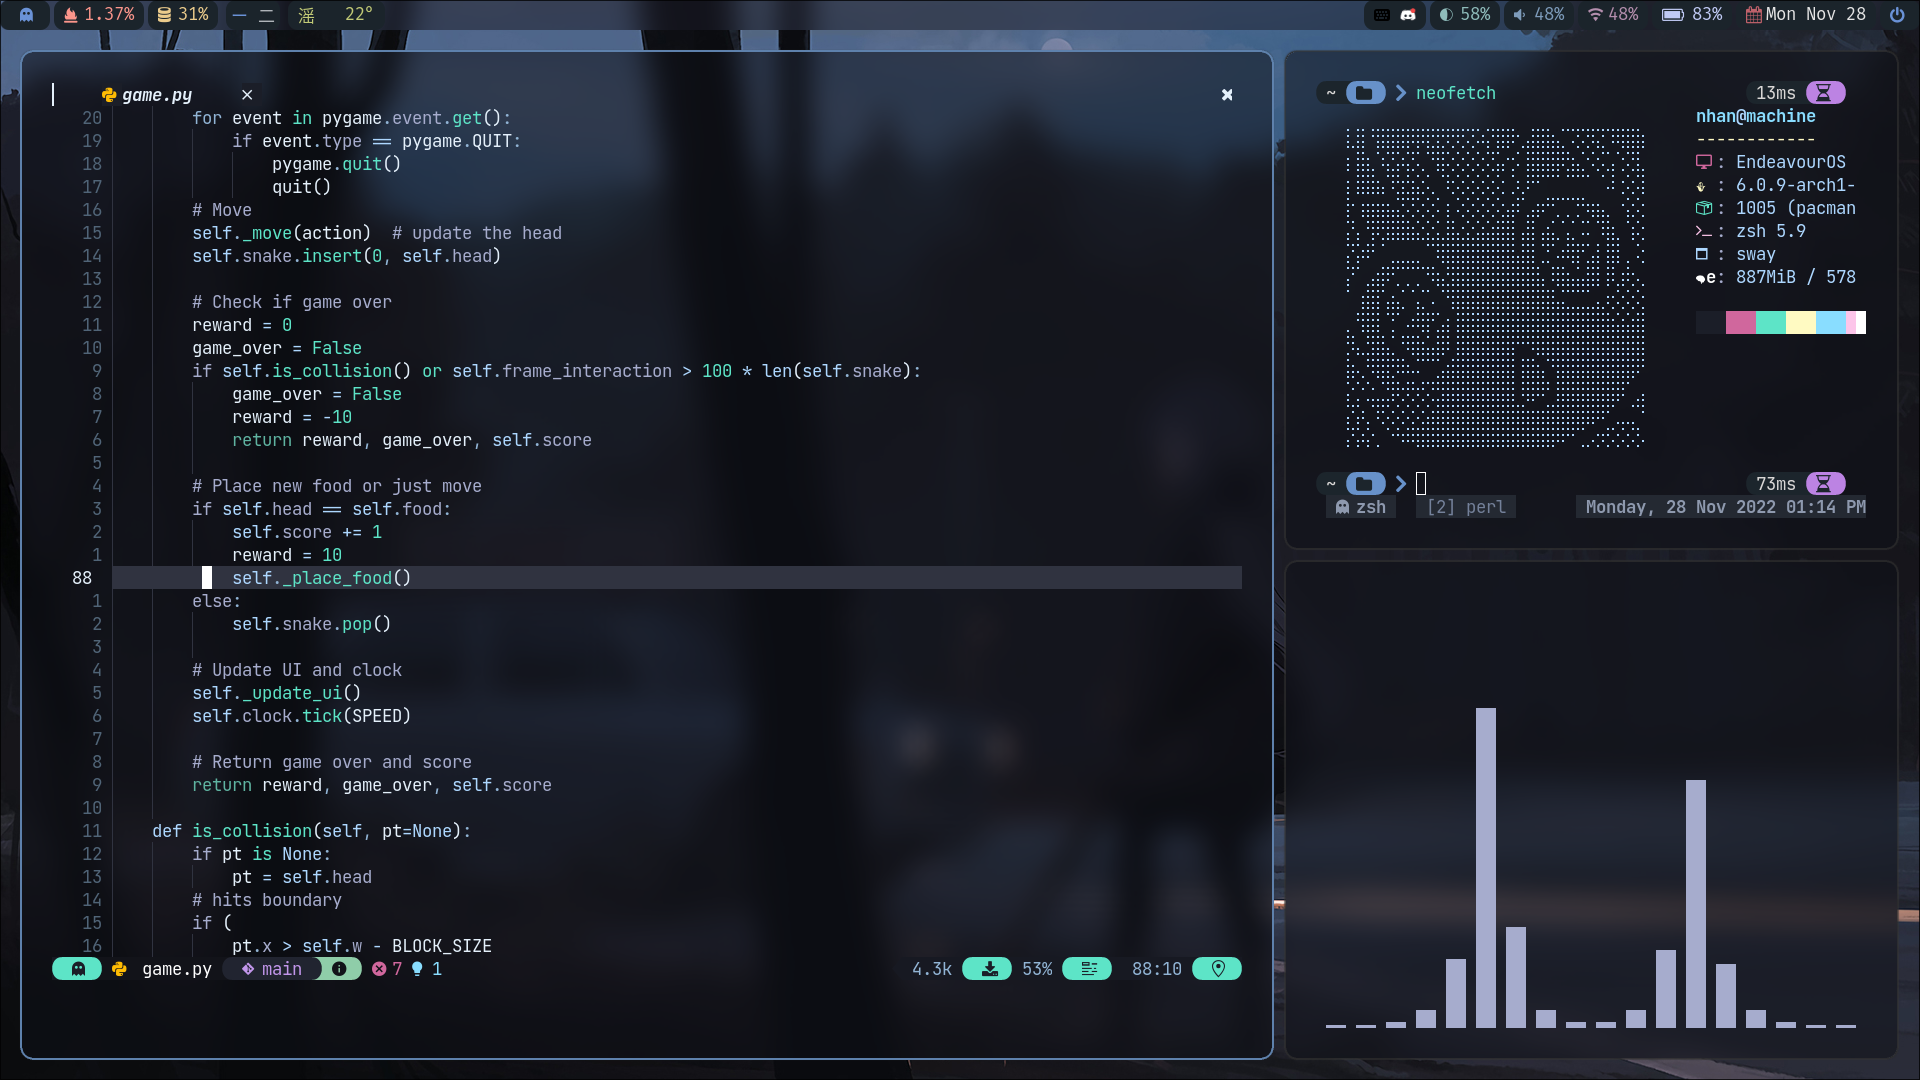 1.37% 31% 一 二 滛 22° 58% 48% 48% 83% Mon Nov 28
game.py ×
20 for event in pygame.event.get():
19 if event.type == pygame.QUIT:
18 pygame.quit()
17 quit()
16 # Move
15 self._move(action)  # update the head
14 self.snake.insert(0, self.head)
13
12 # Check if game over
11 reward = 0
10 game_over = False
9 if self.is_collision() or self.frame_interaction > 100 * len(self.snake):
8 game_over = False
7 reward = -10
6 return reward, game_over, self.score
5
4 # Place new food or just move
3 if self.head == self.food:
2 self.score += 1
1 reward = 10
88 self._place_food()
1 else:
2 self.snake.pop()
3
4 # Update UI and clock
5 self._update_ui()
6 self.clock.tick(SPEED)
7
8 # Return game over and score
9 return reward, game_over, self.score
10
11 def is_collision(self, pt=None):
12 if pt is None:
13 pt = self.head
14 # hits boundary
15 if (
16 pt.x > self.w - BLOCK_SIZE
game.py main 7 1 4.3k 53% 88:10
~ neofetch 13ms
nhan@machine
------------
: EndeavourOS
: 6.0.9-arch1-
: 1005 (pacman
: zsh 5.9
: sway
e: 887MiB / 578
~ 73ms
zsh [2] perl Monday, 28 Nov 2022 01:14 PM